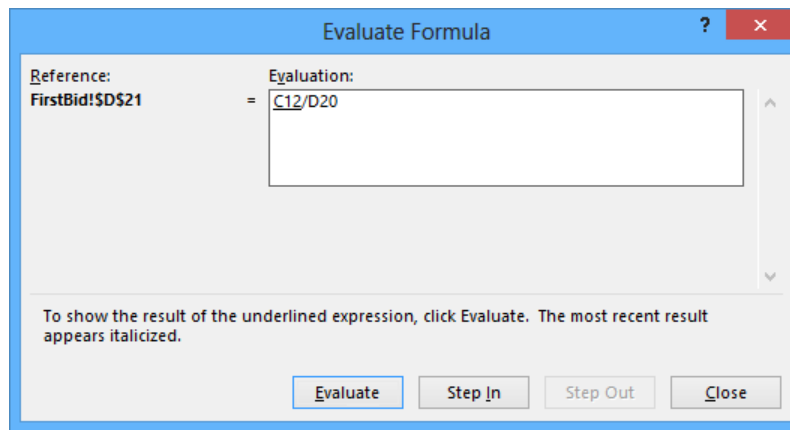 Evaluate Formula
?
×
Reference:
Evaluation:
FirstBid!$D$21
=
C12/D20
To show the result of the underlined expression, click Evaluate.  The most recent result
appears italicized.
Evaluate
Step In
Step Out
Close